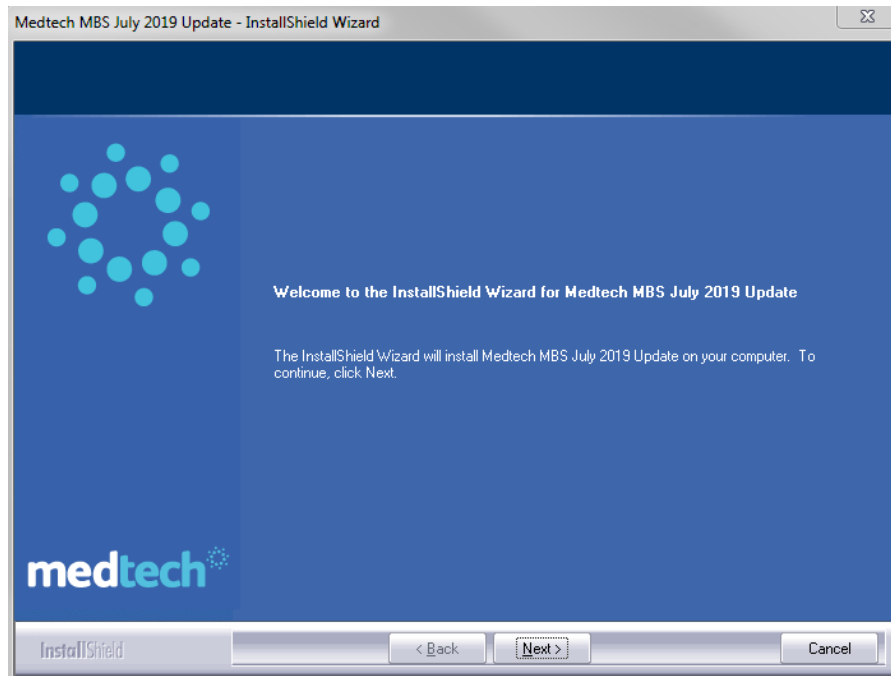 Medtech MBS July 2019 Update - InstallShield Wizard
Welcome to the InstallShield Wizard for Medtech MBS July 2019 Update
The InstallShield Wizard will install Medtech MBS July 2019 Update on your computer. To
continue, click Next.
medtech
InstallShield
< Back
Next >
Cancel